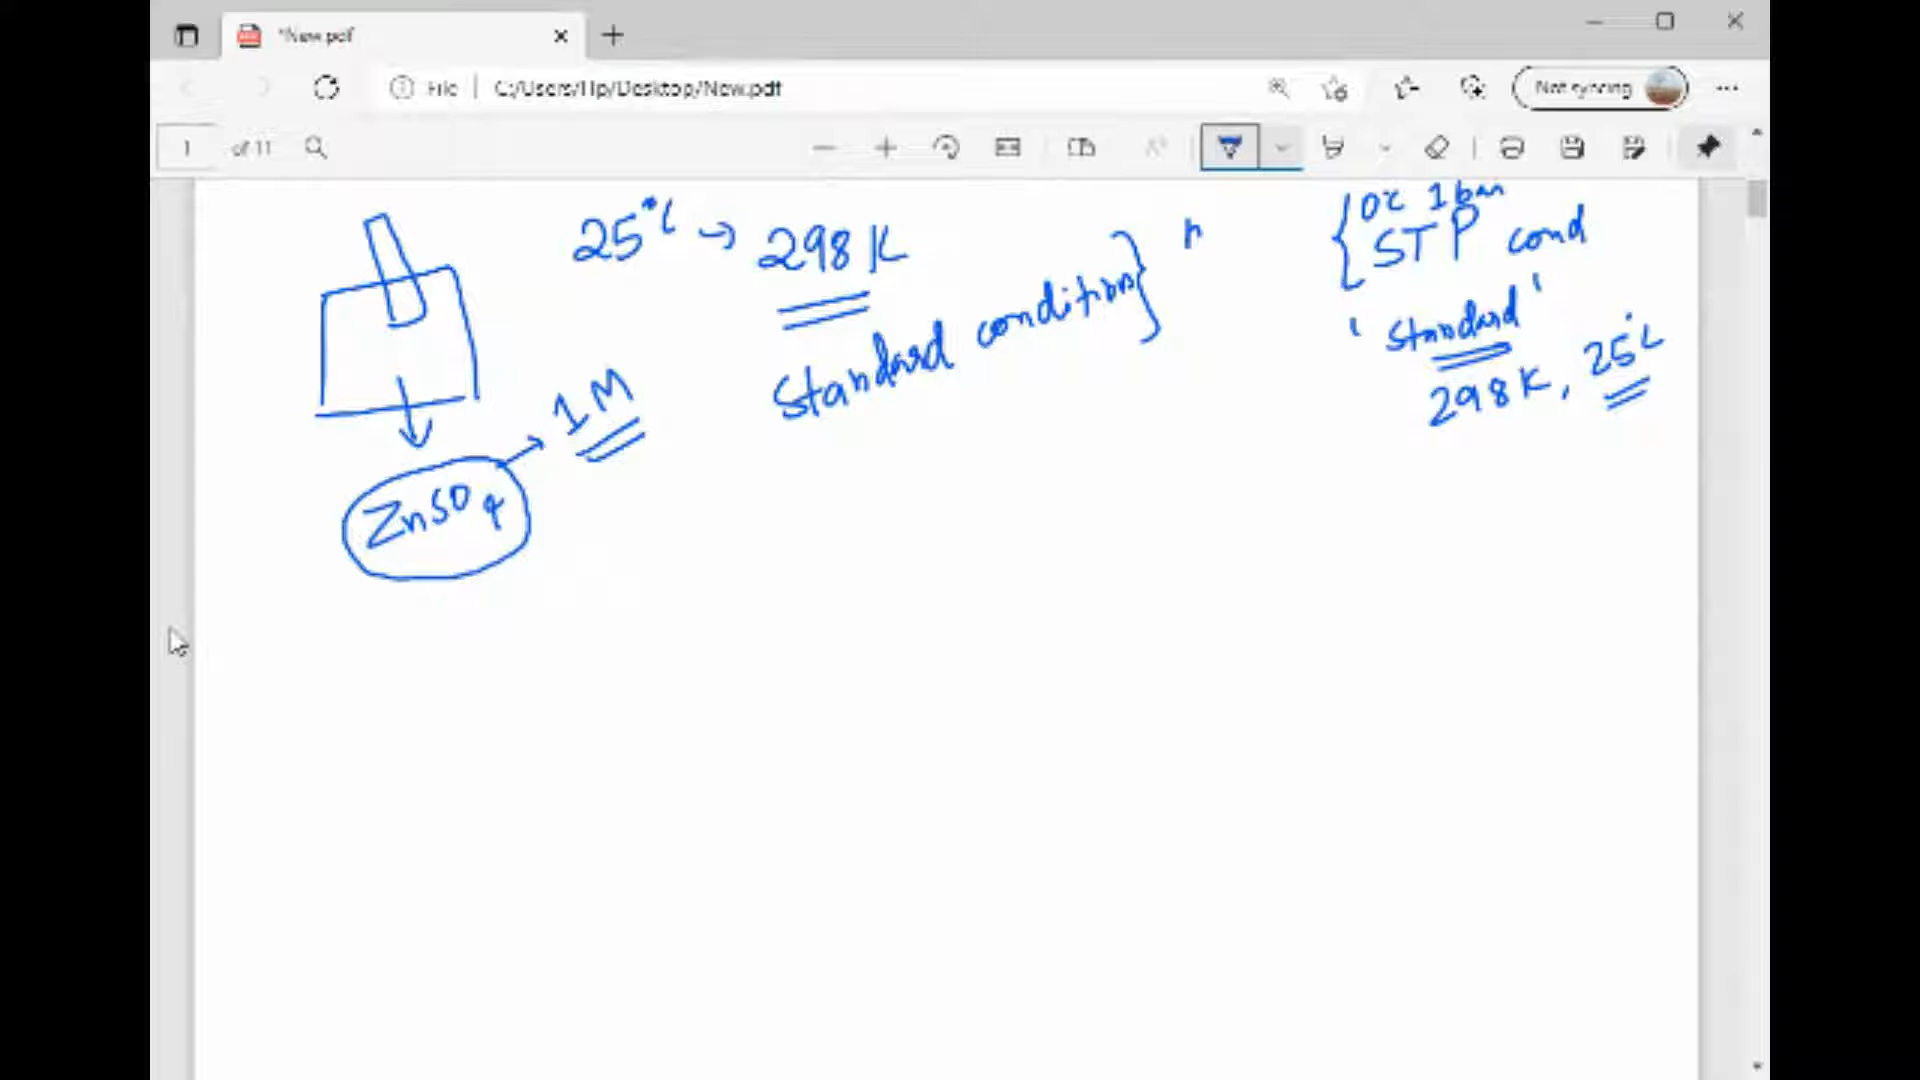 *New.pdf
File
C:/Users/Hp/Desktop/New.pdf
Not syncing
1 of 11
25°C → 298 K
Standard condition
1 M
ZnSO4
0°C 1 bar
STP cond
'Standard'
298 K, 25°C